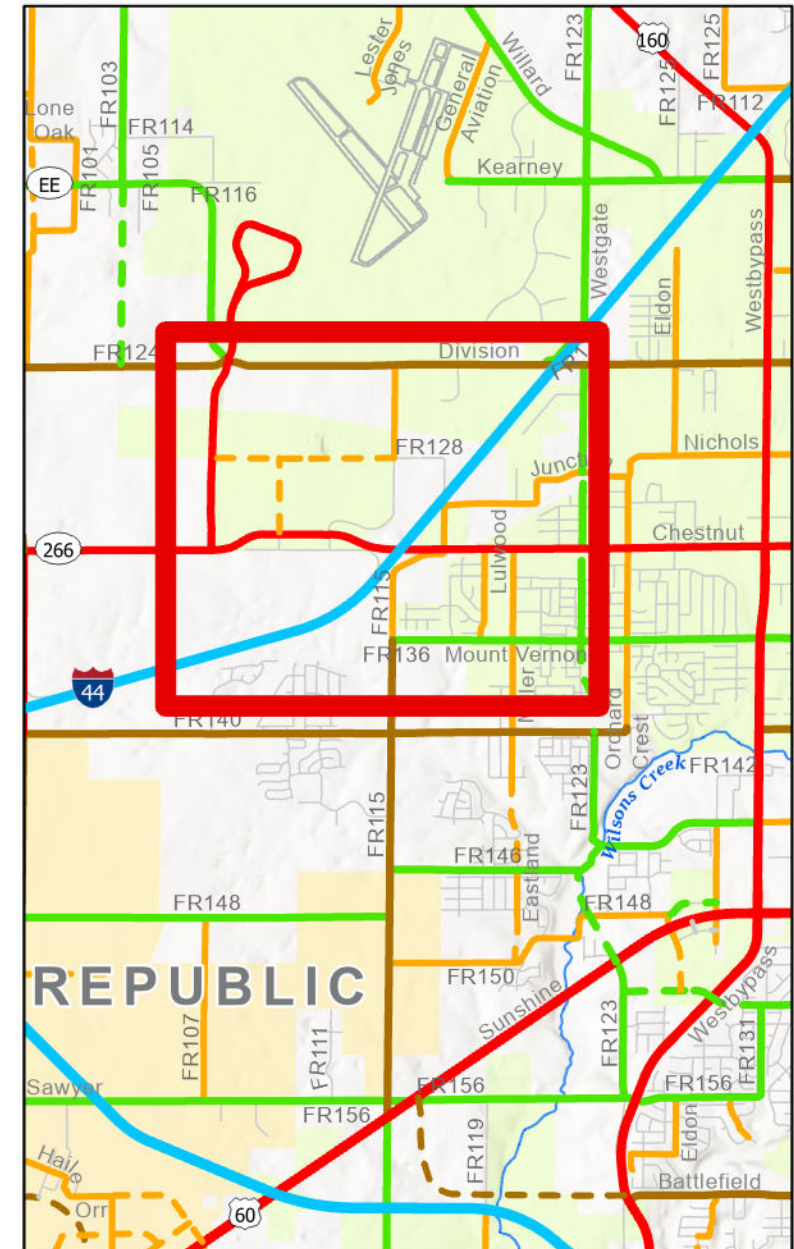 Lester
Jones
General
Aviation
Willard
FR123
160
FR125
FR125
FR112
Lone
Oak
FR103
FR114
FR101
FR105
EE
FR116
Kearney
Westgate
Eldon
Westbypass
FR124
Division
FR1
FR128
Junction
Nichols
266
Lulwood
Chestnut
FR115
FR136
Mount Vernon
Miller
44
FR140
Orchard
Crest
FR142
Wilsons Creek
FR115
FR123
FR146
Eastland
FR148
FR148
REPUBLIC
FR150
Sunshine
Westbypass
FR107
FR111
FR123
FR131
Sawyer
FR156
FR156
FR156
FR119
Eldon
Haile
Orr
60
Battlefield